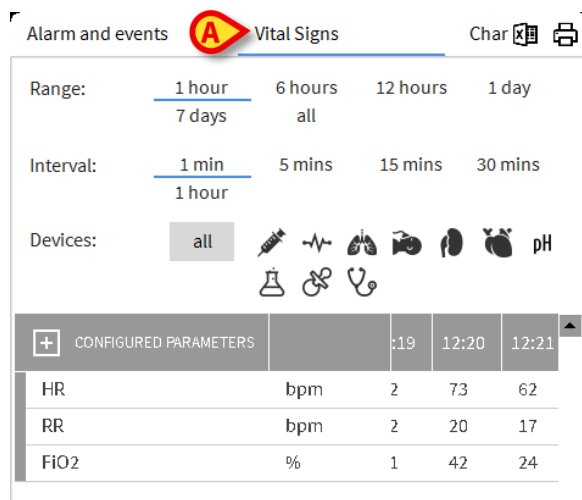 Alarm and events A Vital Signs Char
Range: 1 hour 6 hours 12 hours 1 day
7 days all
Interval: 1 min 5 mins 15 mins 30 mins
1 hour
Devices: all pH
CONFIGURED PARAMETERS :19 12:20 12:21
HR bpm 2 73 62
RR bpm 2 20 17
FiO2 % 1 42 24